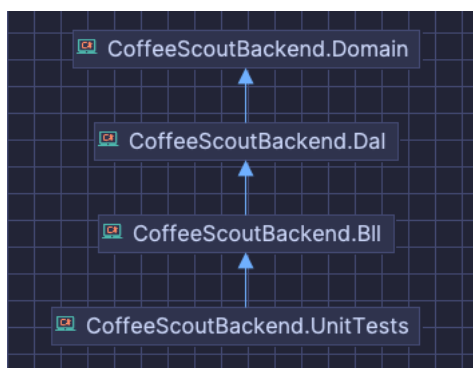 C# CoffeeScoutBackend.Domain
C# CoffeeScoutBackend.Dal
C# CoffeeScoutBackend.Bll
C# CoffeeScoutBackend.UnitTests